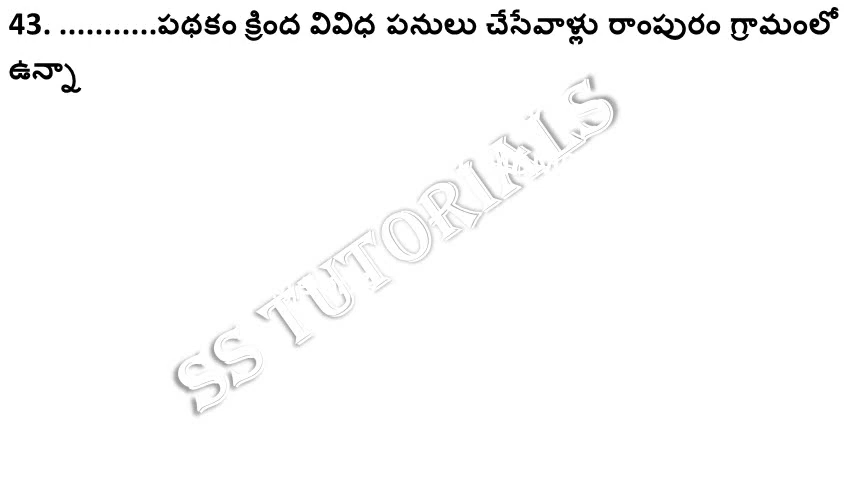 43. ...........పథకం క్రింద వివిధ పనులు చేసేవాళ్లు రాంపురం గ్రామంలో
ఉన్నా
SS TUTORIALS